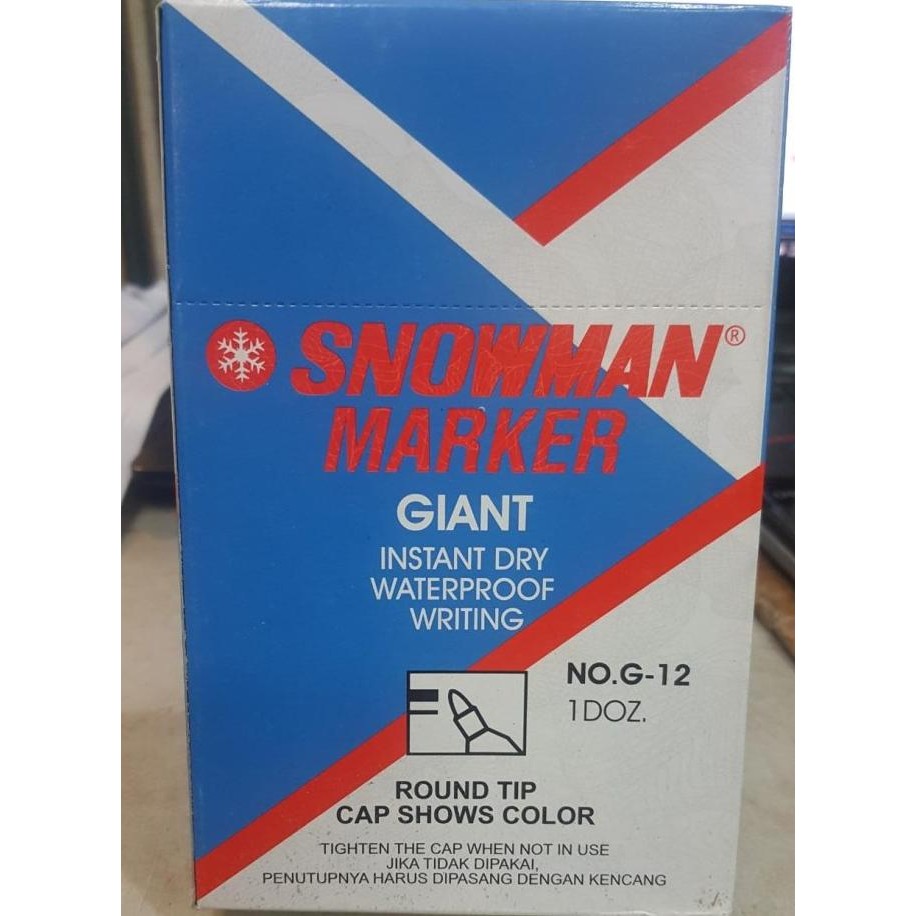 SNOWMAN®
MARKER
GIANT
INSTANT DRY
WATERPROOF
WRITING
NO.G-12
1DOZ.
ROUND TIP
CAP SHOWS COLOR
TIGHTEN THE CAP WHEN NOT IN USE
JIKA TIDAK DIPAKAI,
PENUTUPNYA HARUS DIPASANG DENGAN KENCANG